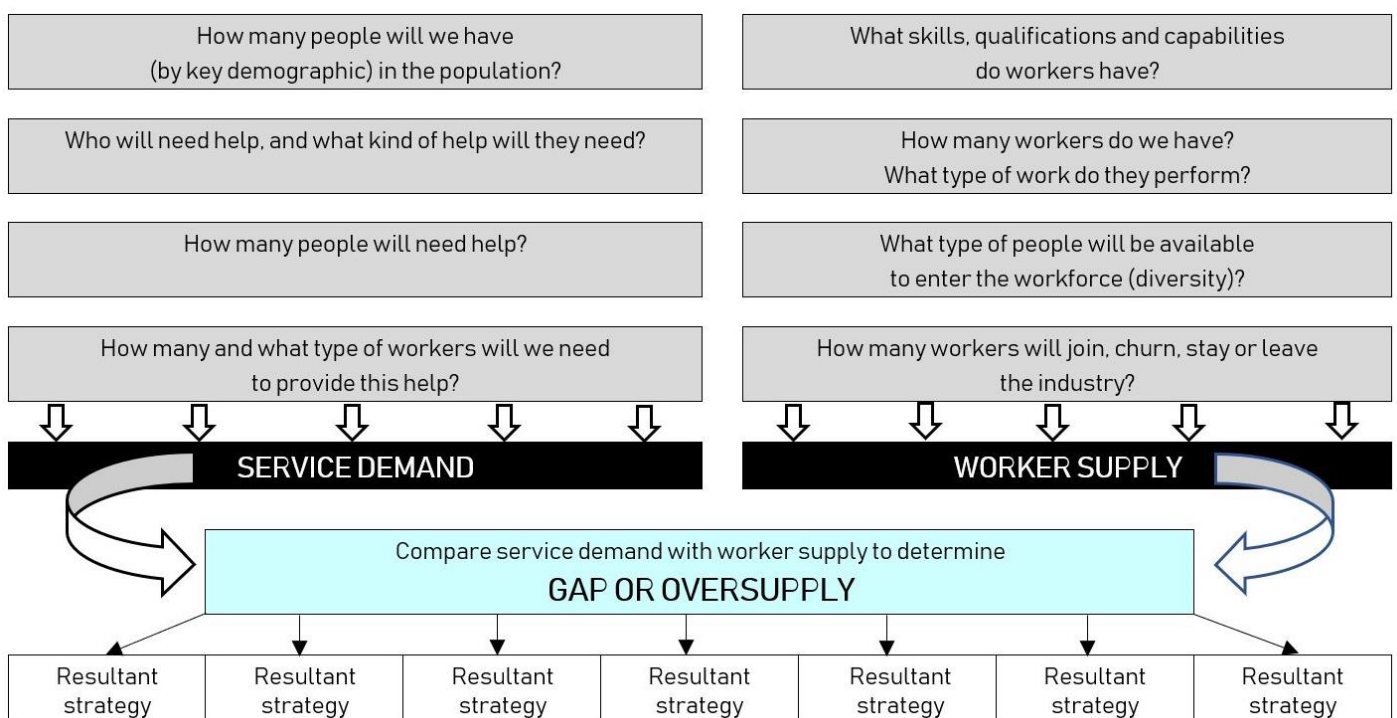 How many people will we have
(by key demographic) in the population?
Who will need help, and what kind of help will they need?
How many people will need help?
How many and what type of workers will we need
to provide this help?
SERVICE DEMAND
What skills, qualifications and capabilities
do workers have?
How many workers do we have?
What type of work do they perform?
What type of people will be available
to enter the workforce (diversity)?
How many workers will join, churn, stay or leave
the industry?
WORKER SUPPLY
Compare service demand with worker supply to determine
GAP OR OVERSUPPLY
Resultant
strategy
Resultant
strategy
Resultant
strategy
Resultant
strategy
Resultant
strategy
Resultant
strategy
Resultant
strategy